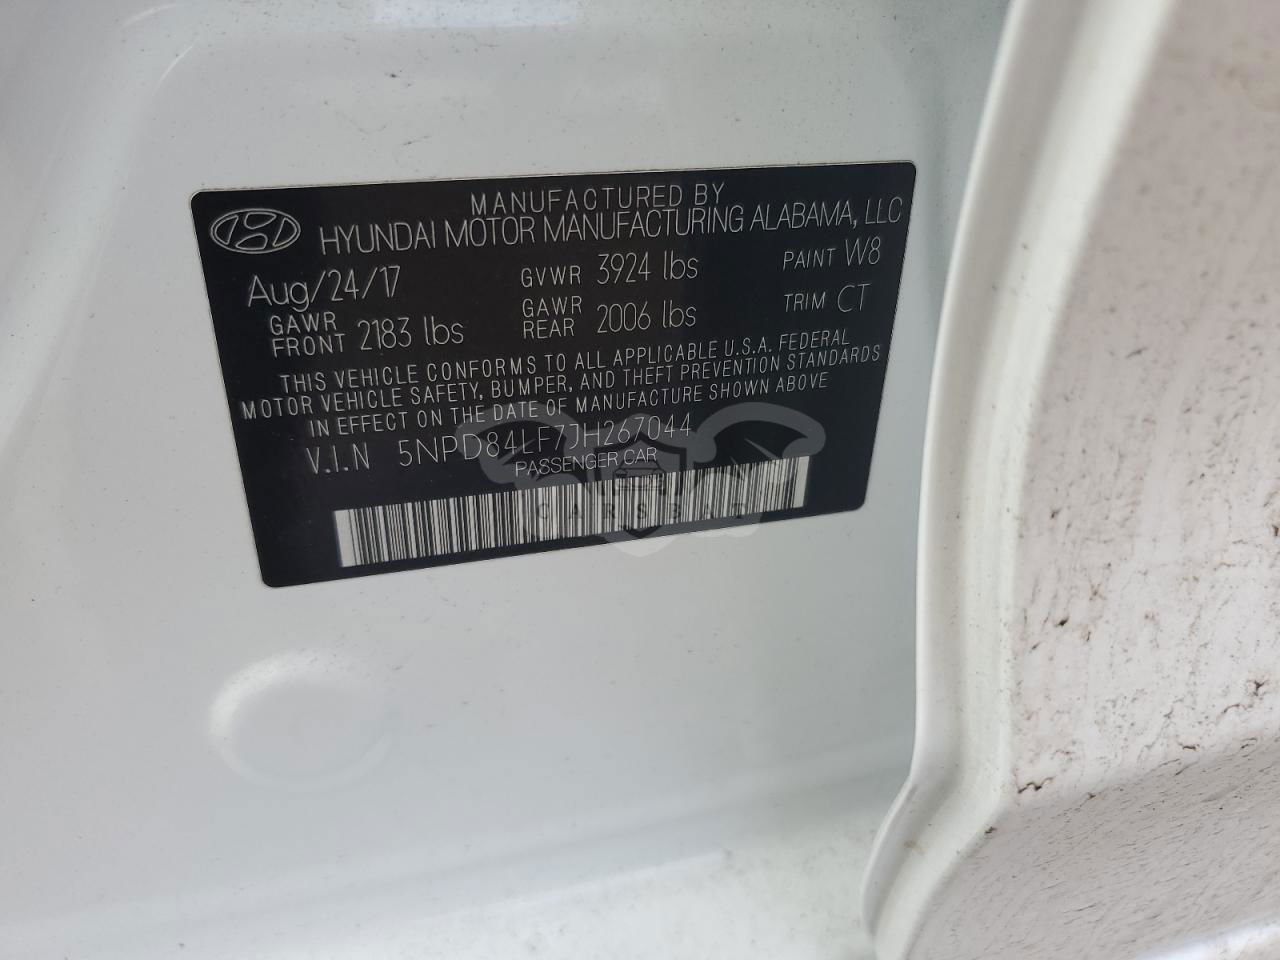 MANUFACTURED BY
HYUNDAI MOTOR MANUFACTURING ALABAMA, LLC
Aug/24/17 GVWR 3924 lbs PAINT W8
GAWR FRONT 2183 lbs GAWR REAR 2006 lbs TRIM CT
THIS VEHICLE CONFORMS TO ALL APPLICABLE U.S.A. FEDERAL
MOTOR VEHICLE SAFETY, BUMPER, AND THEFT PREVENTION STANDARDS
IN EFFECT ON THE DATE OF MANUFACTURE SHOWN ABOVE
V.I.N 5NPD84LF7JH267044
PASSENGER CAR
CARSBAT